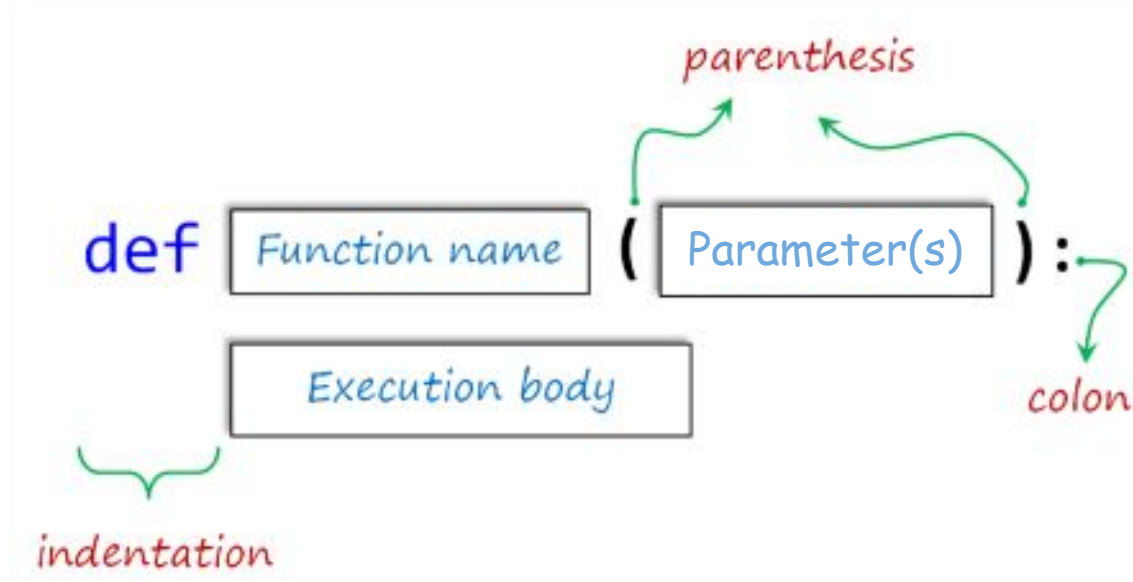 parenthesis
def Function name ( Parameter(s) ) :
Execution body
colon
indentation